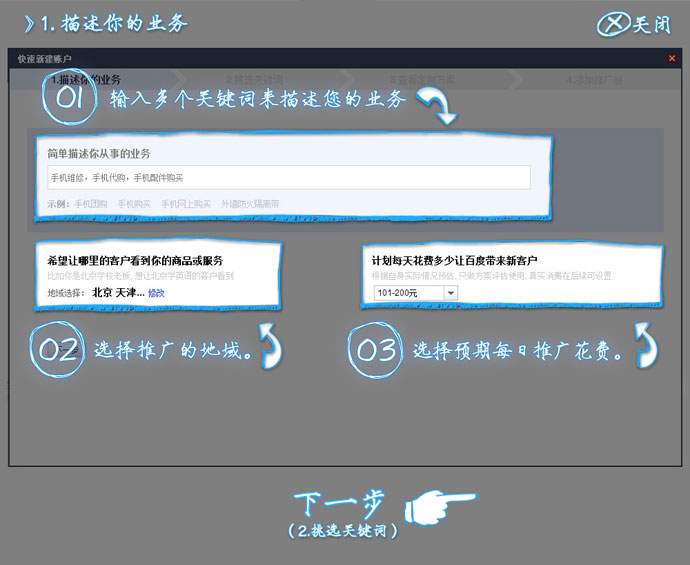 》1.描述你的业务
关闭
快速新建账户
1.描述你的业务
2.挑选关键词
3.查看定制方案
4.添加推广创
01 输入多个关键词来描述您的业务
简单描述你从事的业务
手机维修，手机代购，手机配件购买
示例：手机团购 手机购买 手机网上购买 外墙防火隔离带
希望让哪里的客户看到你的商品或服务
比如你是北京学校老板，想让北京学英语的客户看到
地域选择： 北京 天津... 修改
计划每天花费多少让百度带来新客户
根据自身实际情况预估，只做方案评估使用，真实消费在后续可设置
101-200元
02 选择推广的地域。
03 选择预期每日推广花费。
下一步
（2.挑选关键词）